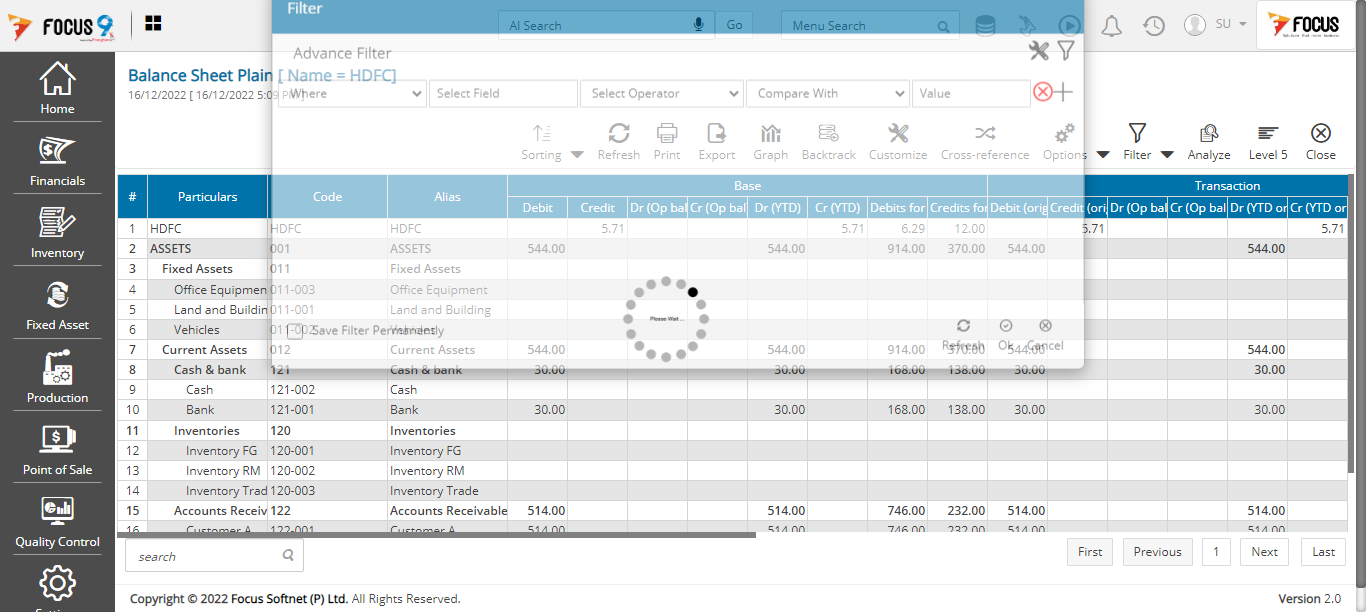 FOCUS 9
Filter
AI Search
Go
Menu Search
SU
FOCUS
Advance Filter
Balance Sheet Plain [ Name = HDFC]
16/12/2022 [ 16/12/2022 5:09 PM ]
Where Select Field Select Operator Compare With Value
Sorting Refresh Print Export Graph Backtrack Customize Cross-reference Options Filter Analyze Level 5 Close
Home
Financials
Inventory
Fixed Asset
Production
Point of Sale
Quality Control
# Particulars Code Alias Base Transaction
Debit Credit Dr (Op bal Cr (Op bal Dr (YTD) Cr (YTD) Debits for Credits for Debit (orig Credit (ori Dr (Op bal Cr (Op bal Dr (YTD or Cr (YTD or
1 HDFC HDFC HDFC 5.71 5.71 6.29 12.00 5.71 5.71
2 ASSETS 001 ASSETS 544.00 544.00 914.00 370.00 544.00 544.00
3 Fixed Assets 011 Fixed Assets
4 Office Equipmen 011-003 Office Equipment
5 Land and Buildin 011-001 Land and Building
6 Vehicles 011-002 Vehicles
Save Filter Permanently
Refresh Ok Cancel
Please Wait ...
7 Current Assets 012 Current Assets 544.00 544.00 914.00 370.00 544.00 544.00
8 Cash & bank 121 Cash & bank 30.00 30.00 168.00 138.00 30.00 30.00
9 Cash 121-002 Cash
10 Bank 121-001 Bank 30.00 30.00 168.00 138.00 30.00 30.00
11 Inventories 120 Inventories
12 Inventory FG 120-001 Inventory FG
13 Inventory RM 120-002 Inventory RM
14 Inventory Trad 120-003 Inventory Trade
15 Accounts Receiv 122 Accounts Receivable 514.00 514.00 746.00 232.00 514.00 514.00
16 Customer A 122-001 Customer A 514.00 514.00 746.00 232.00 514.00 514.00
search
First Previous 1 Next Last
Copyright © 2022 Focus Softnet (P) Ltd. All Rights Reserved.
Version 2.0